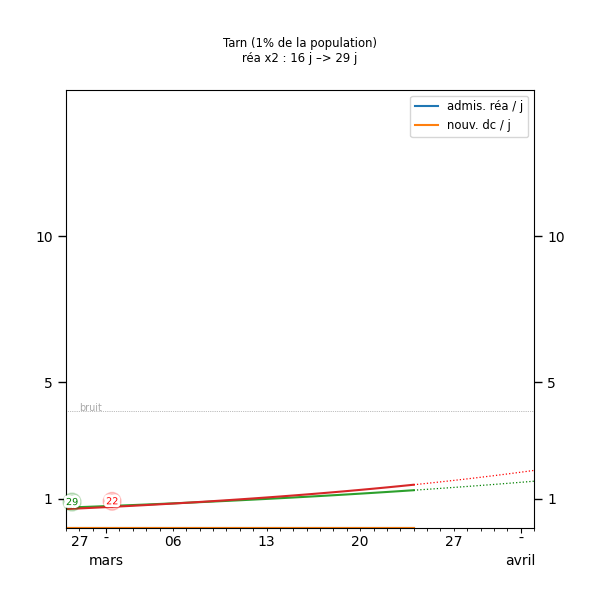 Tarn (1% de la population)
réa x2 : 16 j –> 29 j
admis. réa / j
nouv. dc / j
10
10
5
5
bruit
1
1
29
22
27
-
06
13
20
27
-
mars
avril